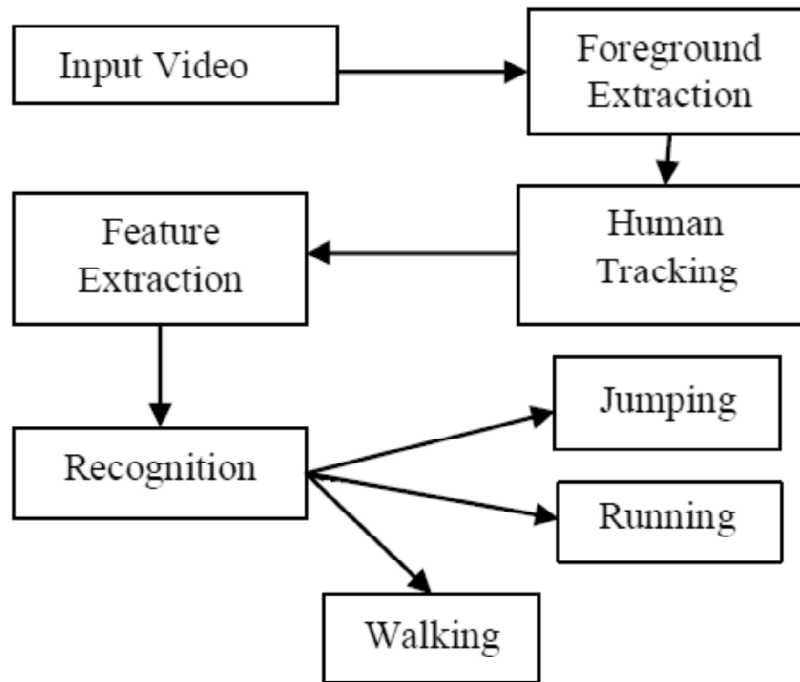 Input Video
Foreground
Extraction
Human
Tracking
Feature
Extraction
Recognition
Jumping
Running
Walking